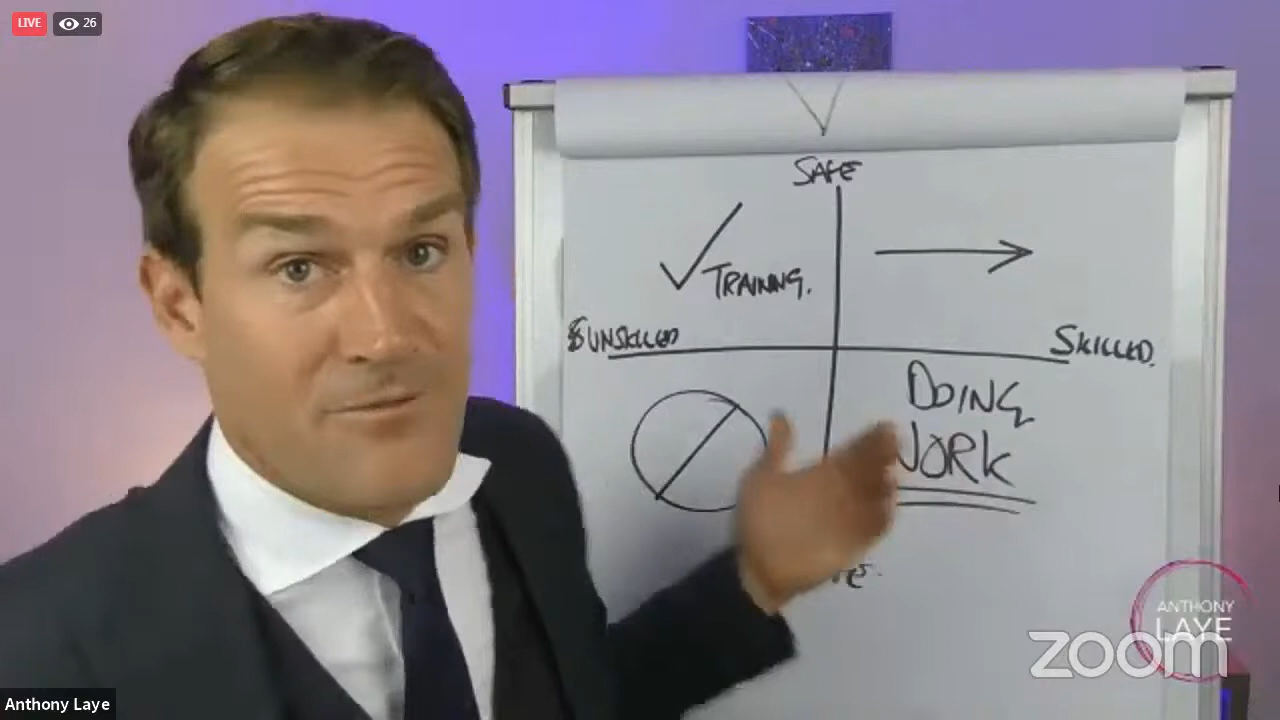 LIVE 26
SAFE
TRAINING.
UNSKILLED
SKILLED.
DOING
WORK
ANTHONY
LAYE
zoom
Anthony Laye